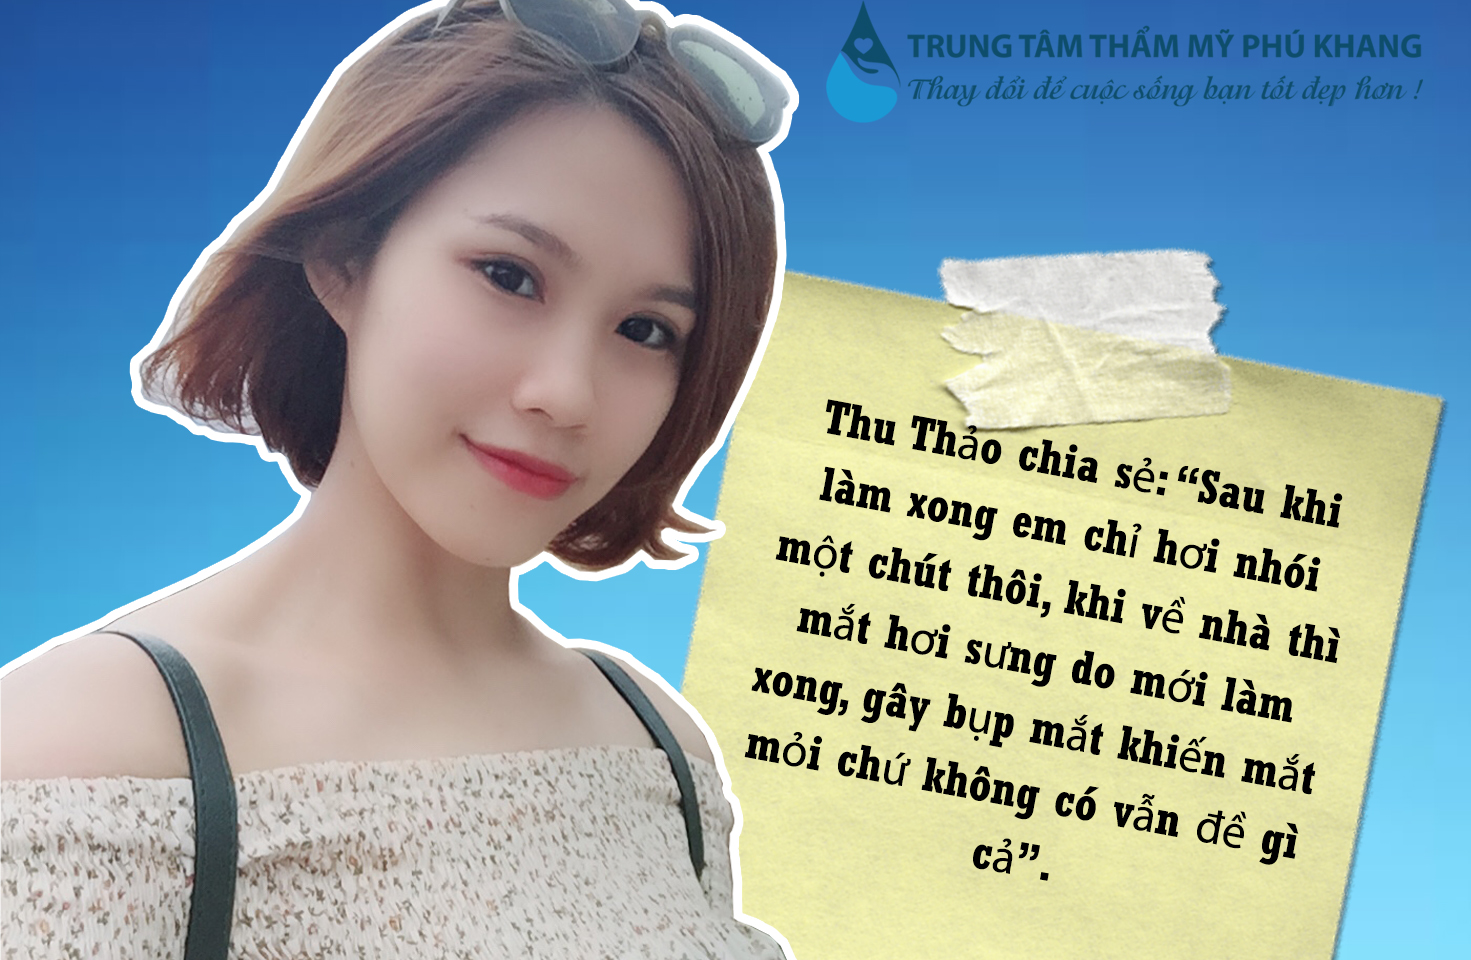 TRUNG TÂM THẨM MỸ PHÚ KHANG
Thay đổi để cuộc sống bạn tốt đẹp hơn !
Thu Thảo chia sẻ: “Sau khi
làm xong em chỉ hơi nhói
một chút thôi, khi về nhà thì
mắt hơi sưng do mới làm
xong, gây bụp mắt khiến mắt
mỏi chứ không có vẫn đề gì
cả”.